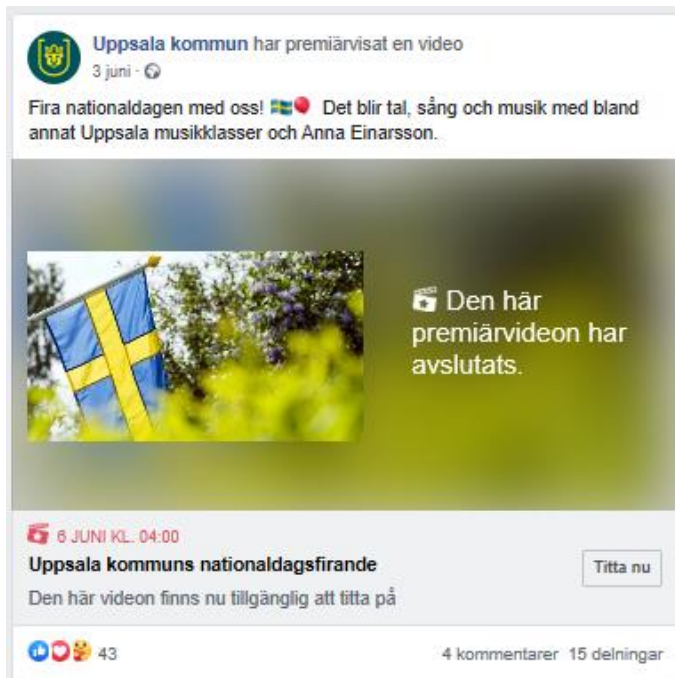 Uppsala kommun har premiärvisat en video
3 juni ·
Fira nationaldagen med oss! 🇸🇪🎈 Det blir tal, sång och musik med bland
annat Uppsala musikklasser och Anna Einarsson.
Den här
premiärvideon har
avslutats.
6 JUNI KL. 04:00
Uppsala kommuns nationaldagsfirande
Titta nu
Den här videon finns nu tillgänglig att titta på
43
4 kommentarer 15 delningar